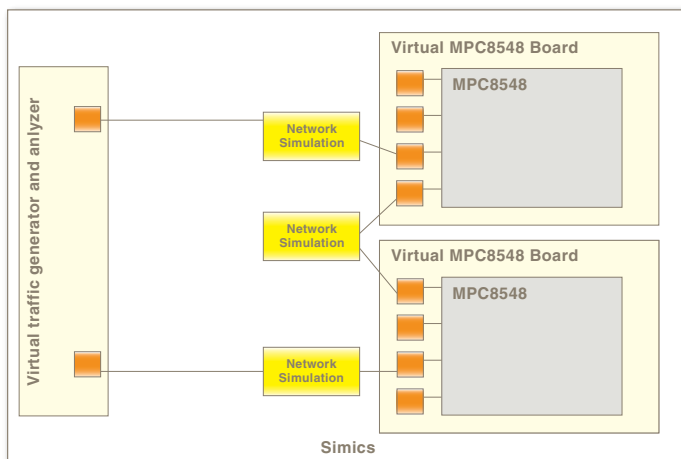 Virtual MPC8548 Board
MPC8548
Virtual traffic generator and anlyzer
Network
Simulation
Network
Simulation
Virtual MPC8548 Board
MPC8548
Network
Simulation
Simics